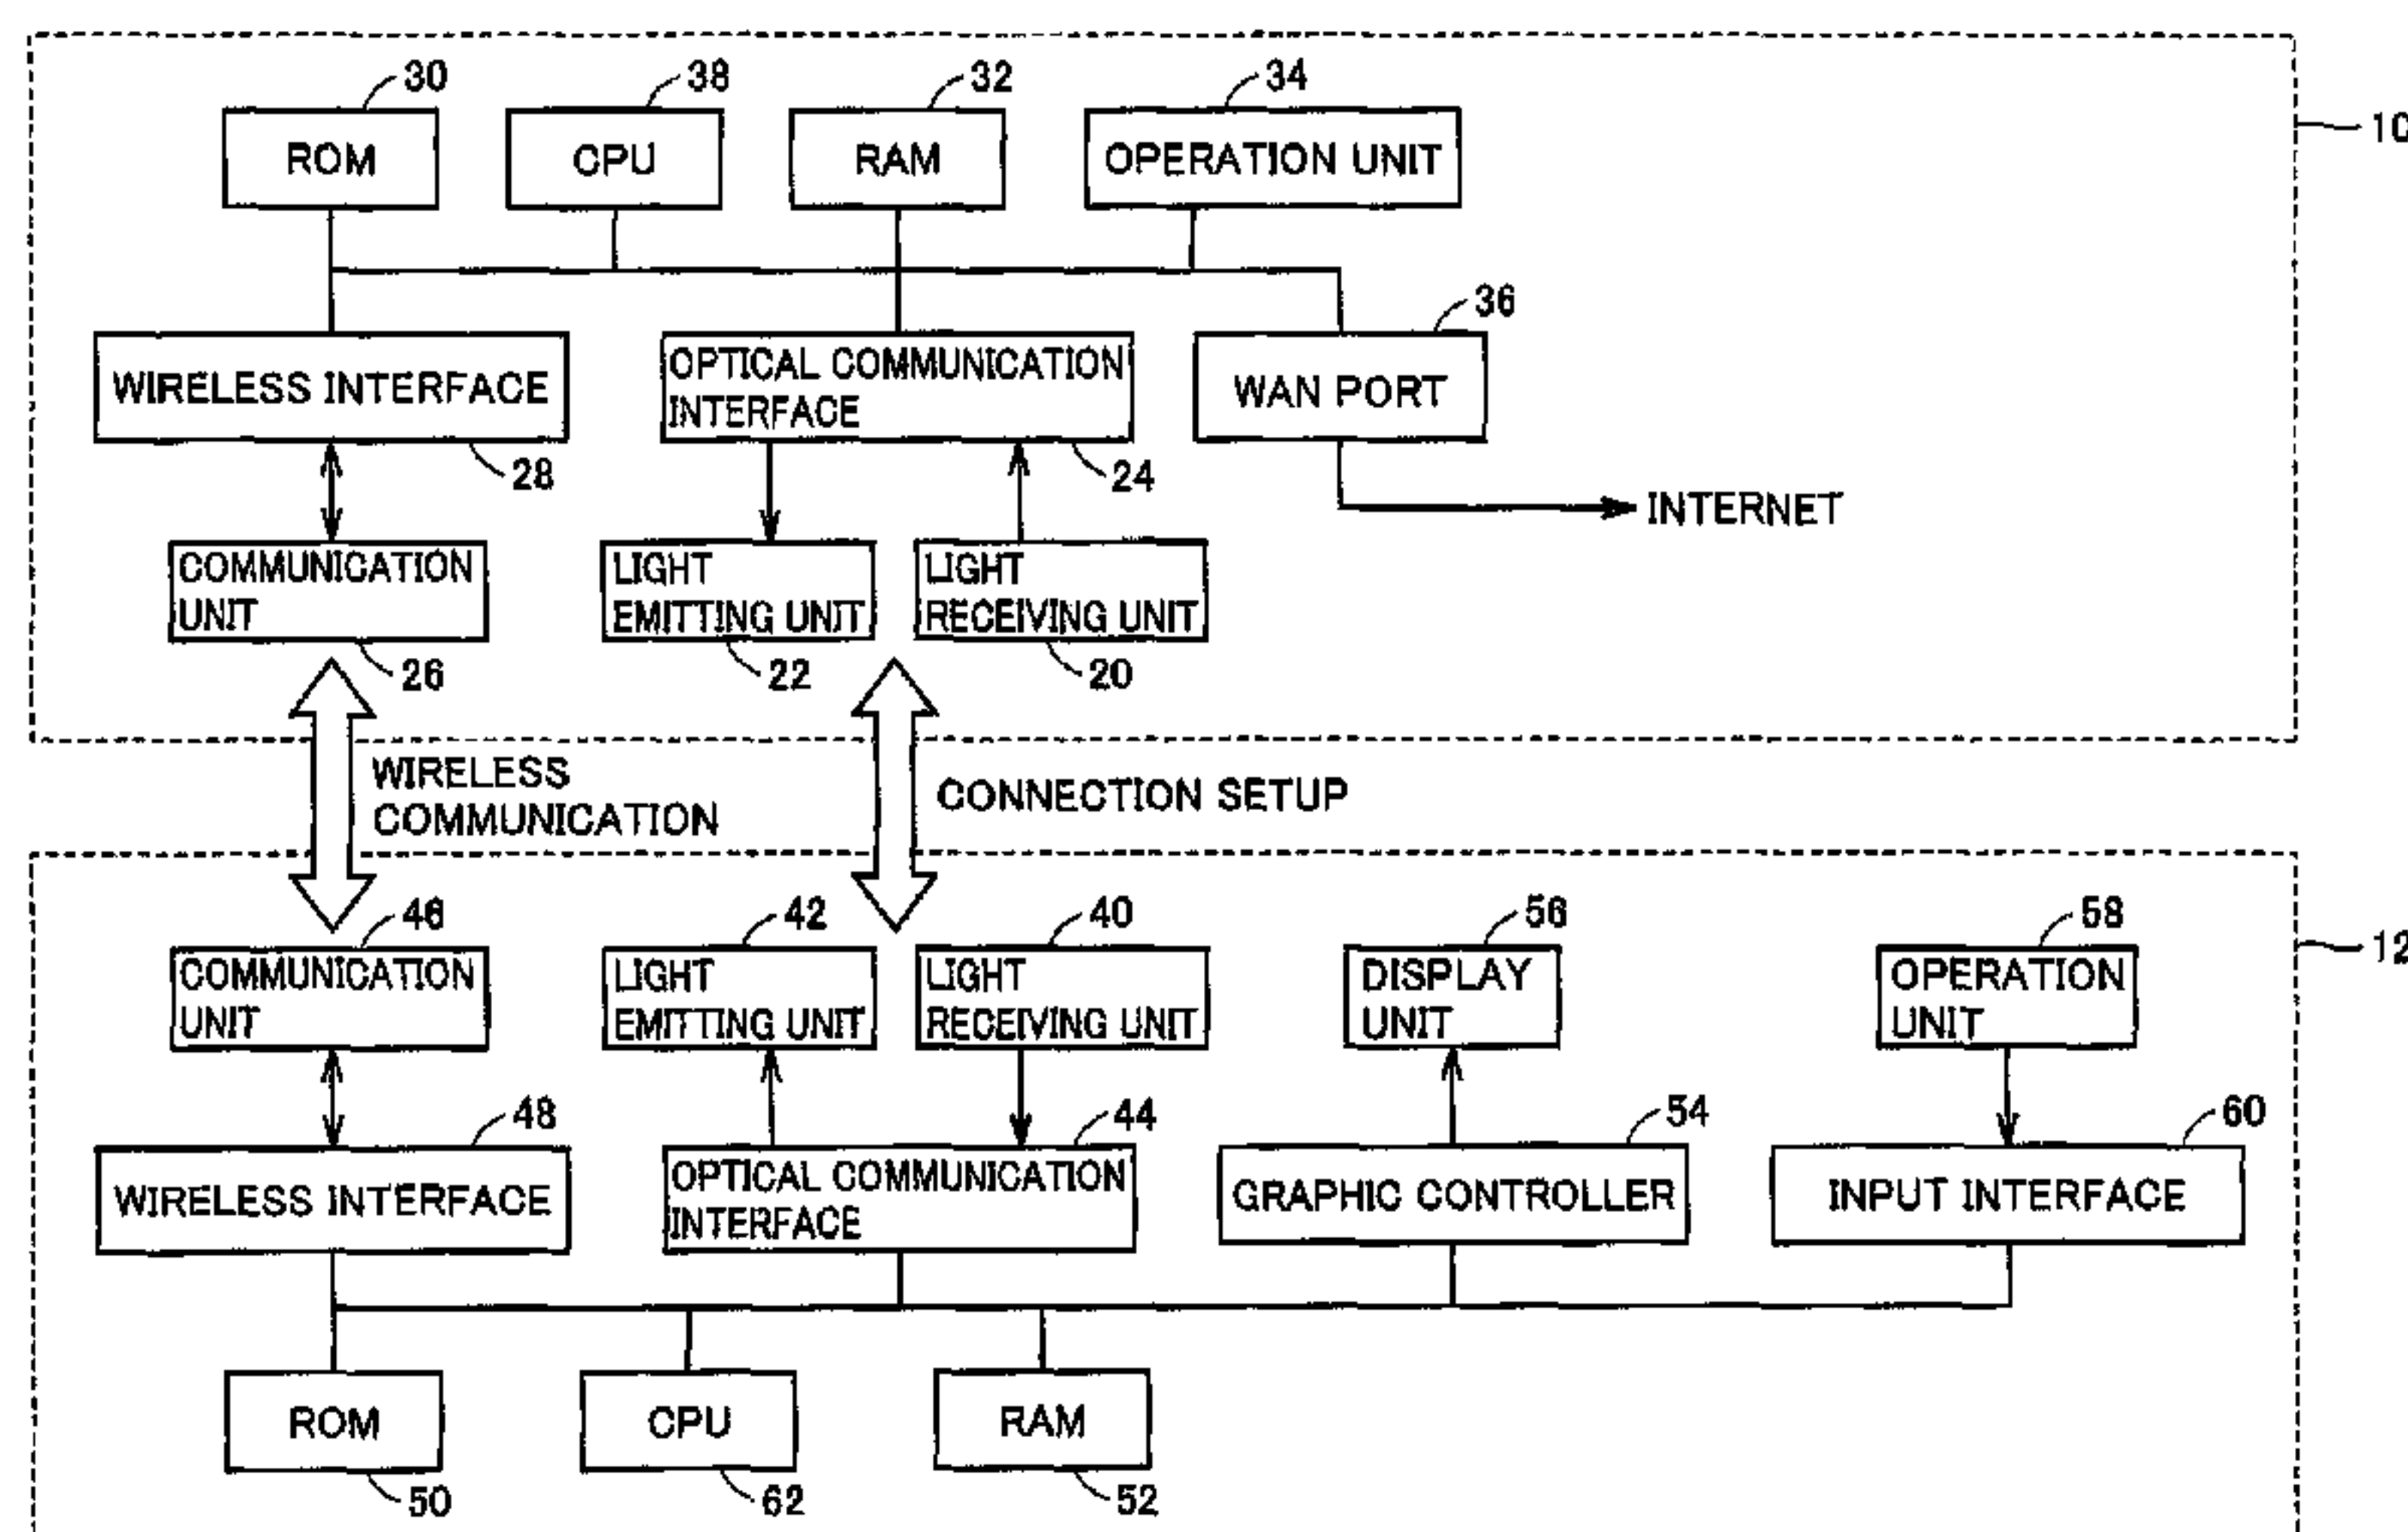 30
38
32
34
10
ROM
CPU
RAM
OPERATION UNIT
36
WIRELESS INTERFACE
OPTICAL COMMUNICATION
INTERFACE
WAN PORT
28
24
INTERNET
COMMUNICATION
UNIT
LIGHT
EMITTING UNIT
LIGHT
RECEIVING UNIT
26
22
20
WIRELESS
COMMUNICATION
CONNECTION SETUP
46
42
40
56
58
12
COMMUNICATION
UNIT
LIGHT
EMITTING UNIT
LIGHT
RECEIVING UNIT
DISPLAY
UNIT
OPERATION
UNIT
48
44
54
60
WIRELESS INTERFACE
OPTICAL COMMUNICATION
INTERFACE
GRAPHIC CONTROLLER
INPUT INTERFACE
ROM
CPU
RAM
50
62
52